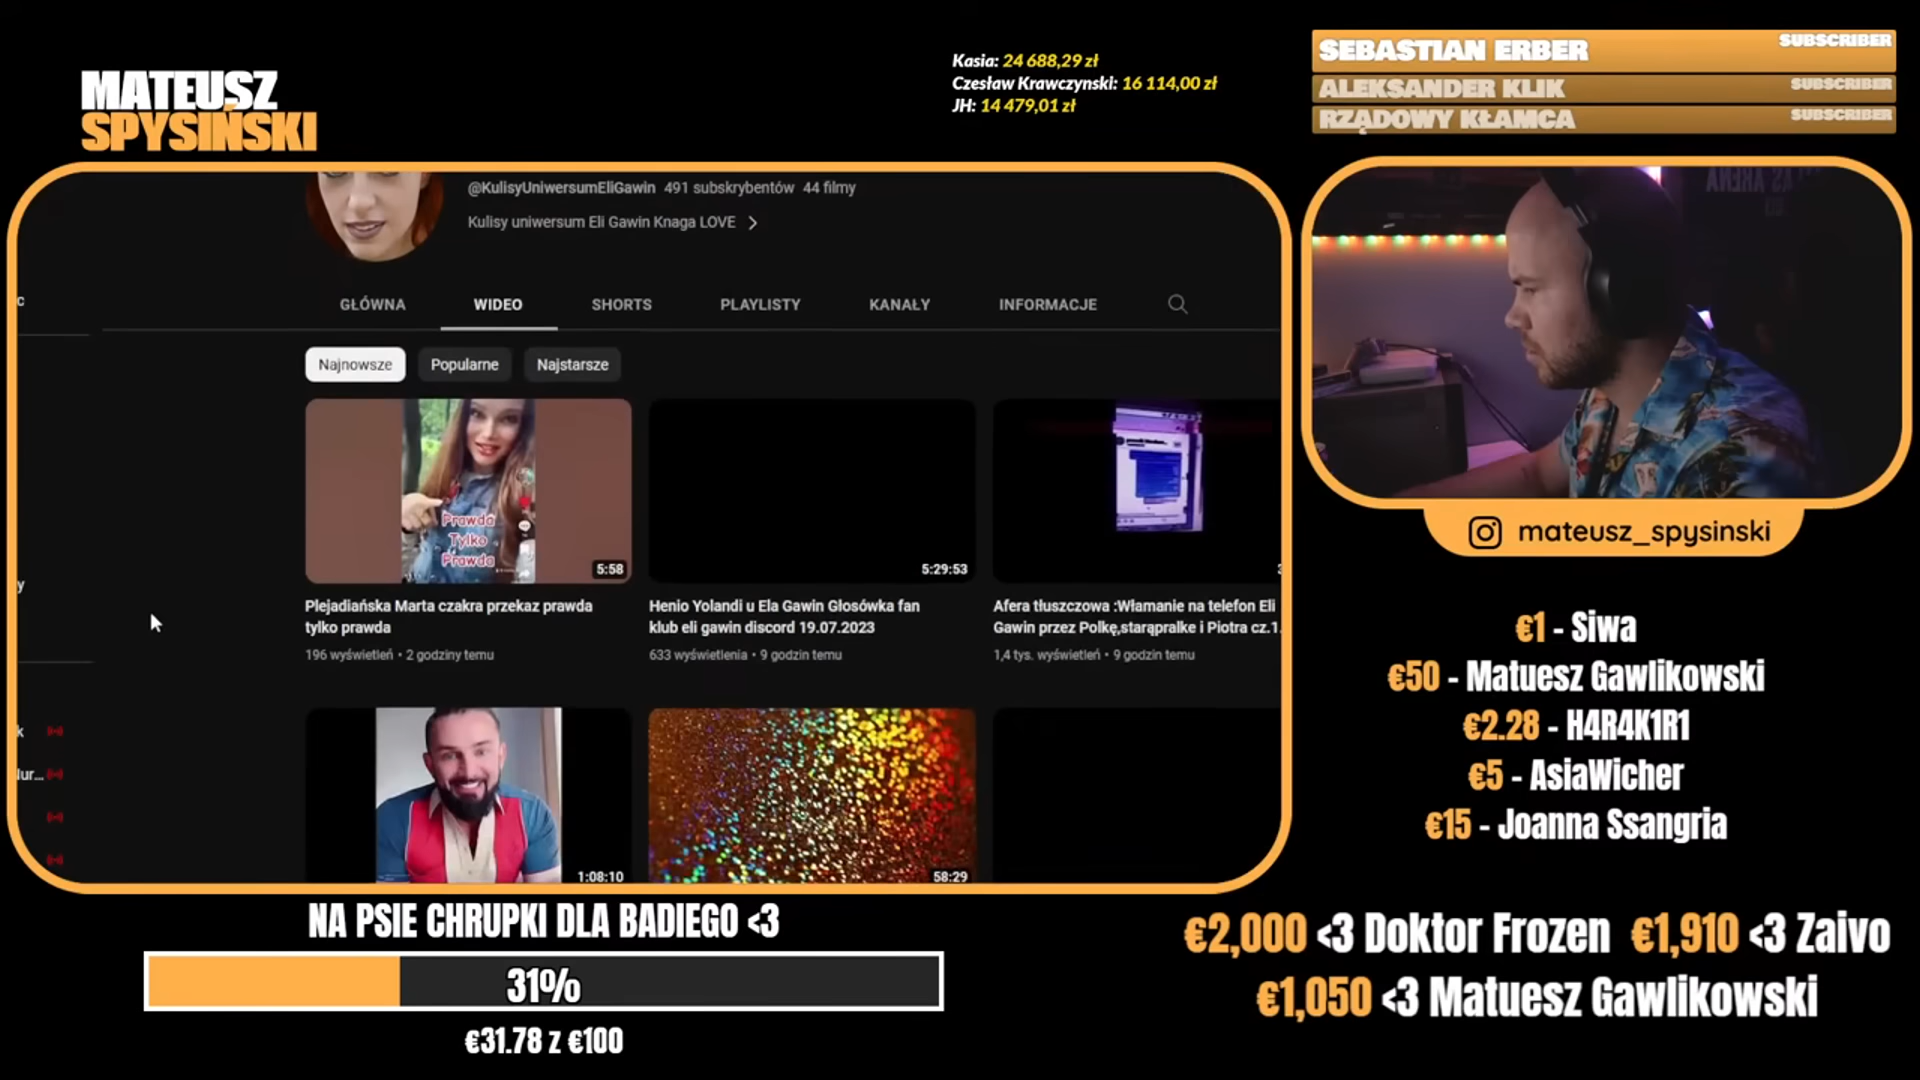 MATEUSZ
SPYSIŃSKI
Kasia: 24 688,29 zł
Czesław Krawczynski: 16 114,00 zł
JH: 14 479,01 zł
SEBASTIAN ERBER SUBSCRIBER
ALEKSANDER KLIK SUBSCRIBER
RZĄDOWY KŁAMCA SUBSCRIBER
@KulisyUniwersumEliGawin 491 subskrybentów 44 filmy
Kulisy uniwersum Eli Gawin Knaga LOVE
GŁÓWNA WIDEO SHORTS PLAYLISTY KANAŁY INFORMACJE
Najnowsze Popularne Najstarsze
Prawda
Tylko
Prawda
5:58
5:29:53
Plejadiańska Marta czakra przekaz prawda
tylko prawda
196 wyświetleń • 2 godziny temu
Henio Yolandi u Ela Gawin Głosówka fan
klub eli gawin discord 19.07.2023
633 wyświetlenia • 9 godzin temu
Afera tłuszczowa :Włamanie na telefon Eli
Gawin przez Polkę,starąpralke i Piotra cz.1.
1,4 tys. wyświetleń • 9 godzin temu
1:08:10
58:29
mateusz_spysinski
€1 - Siwa
€50 - Matuesz Gawlikowski
€2.28 - H4R4K1R1
€5 - AsiaWicher
€15 - Joanna Ssangria
NA PSIE CHRUPKI DLA BADIEGO <3
31%
€31.78 z €100
€2,000 <3 Doktor Frozen €1,910 <3 Zaivo
€1,050 <3 Matuesz Gawlikowski